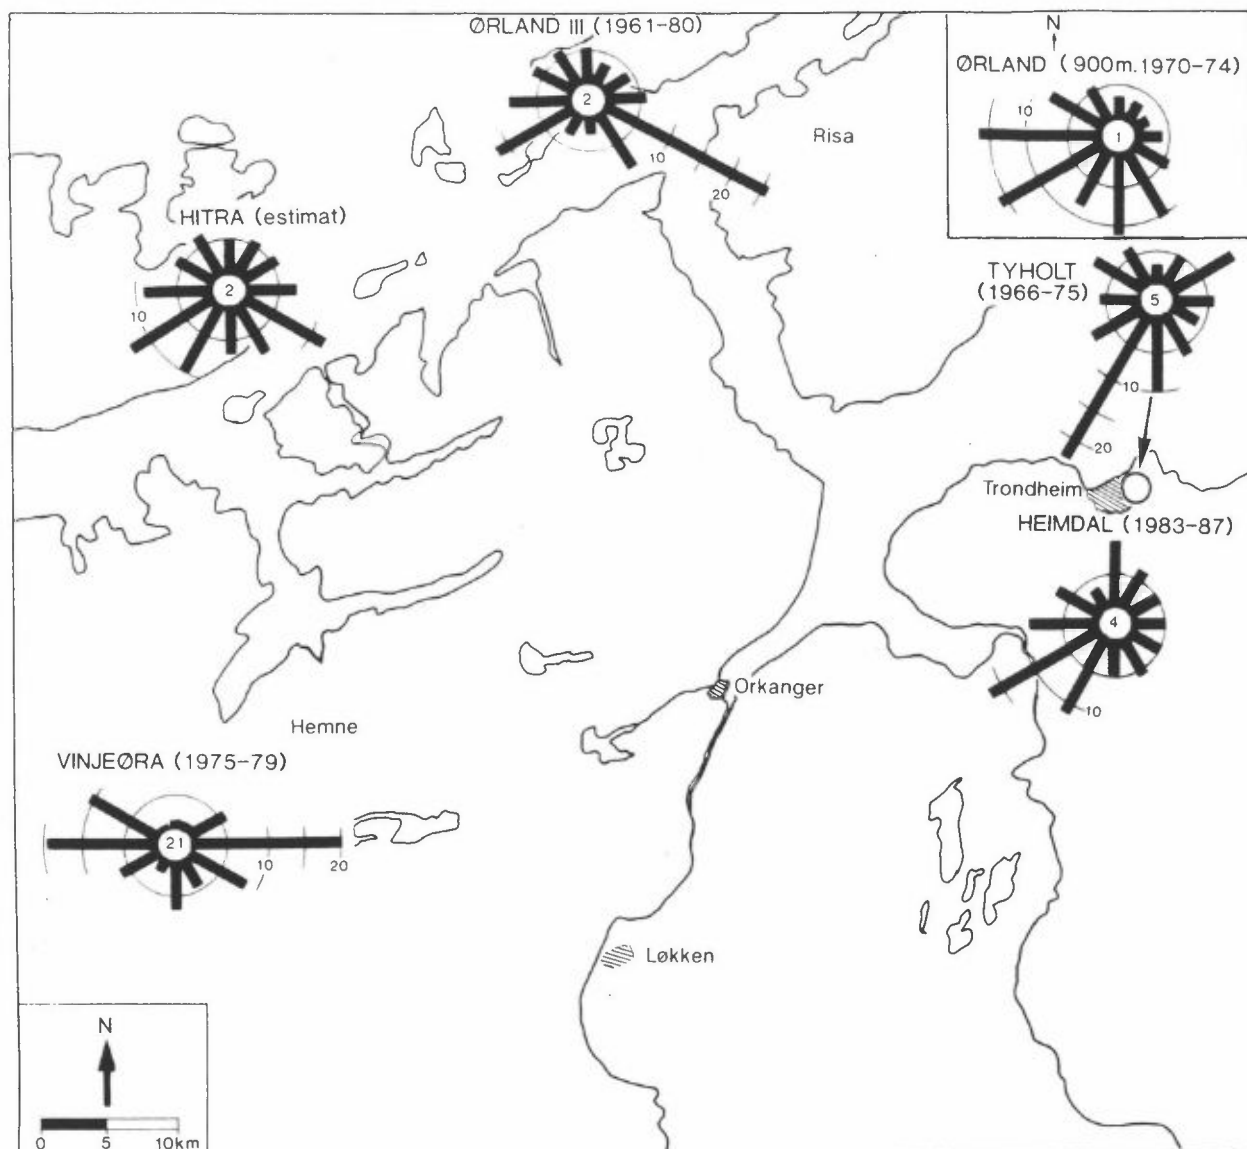 ØRLAND III (1961-80)
2
10
20
Risa
N
ØRLAND (900m.1970-74)
10
1
HITRA (estimat)
2
10
TYHOLT
(1966-75)
5
10
20
Trondheim
HEIMDAL (1983-87)
4
10
Orkanger
Hemne
VINJEØRA (1975-79)
21
10
20
Løkken
N
0 5 10km